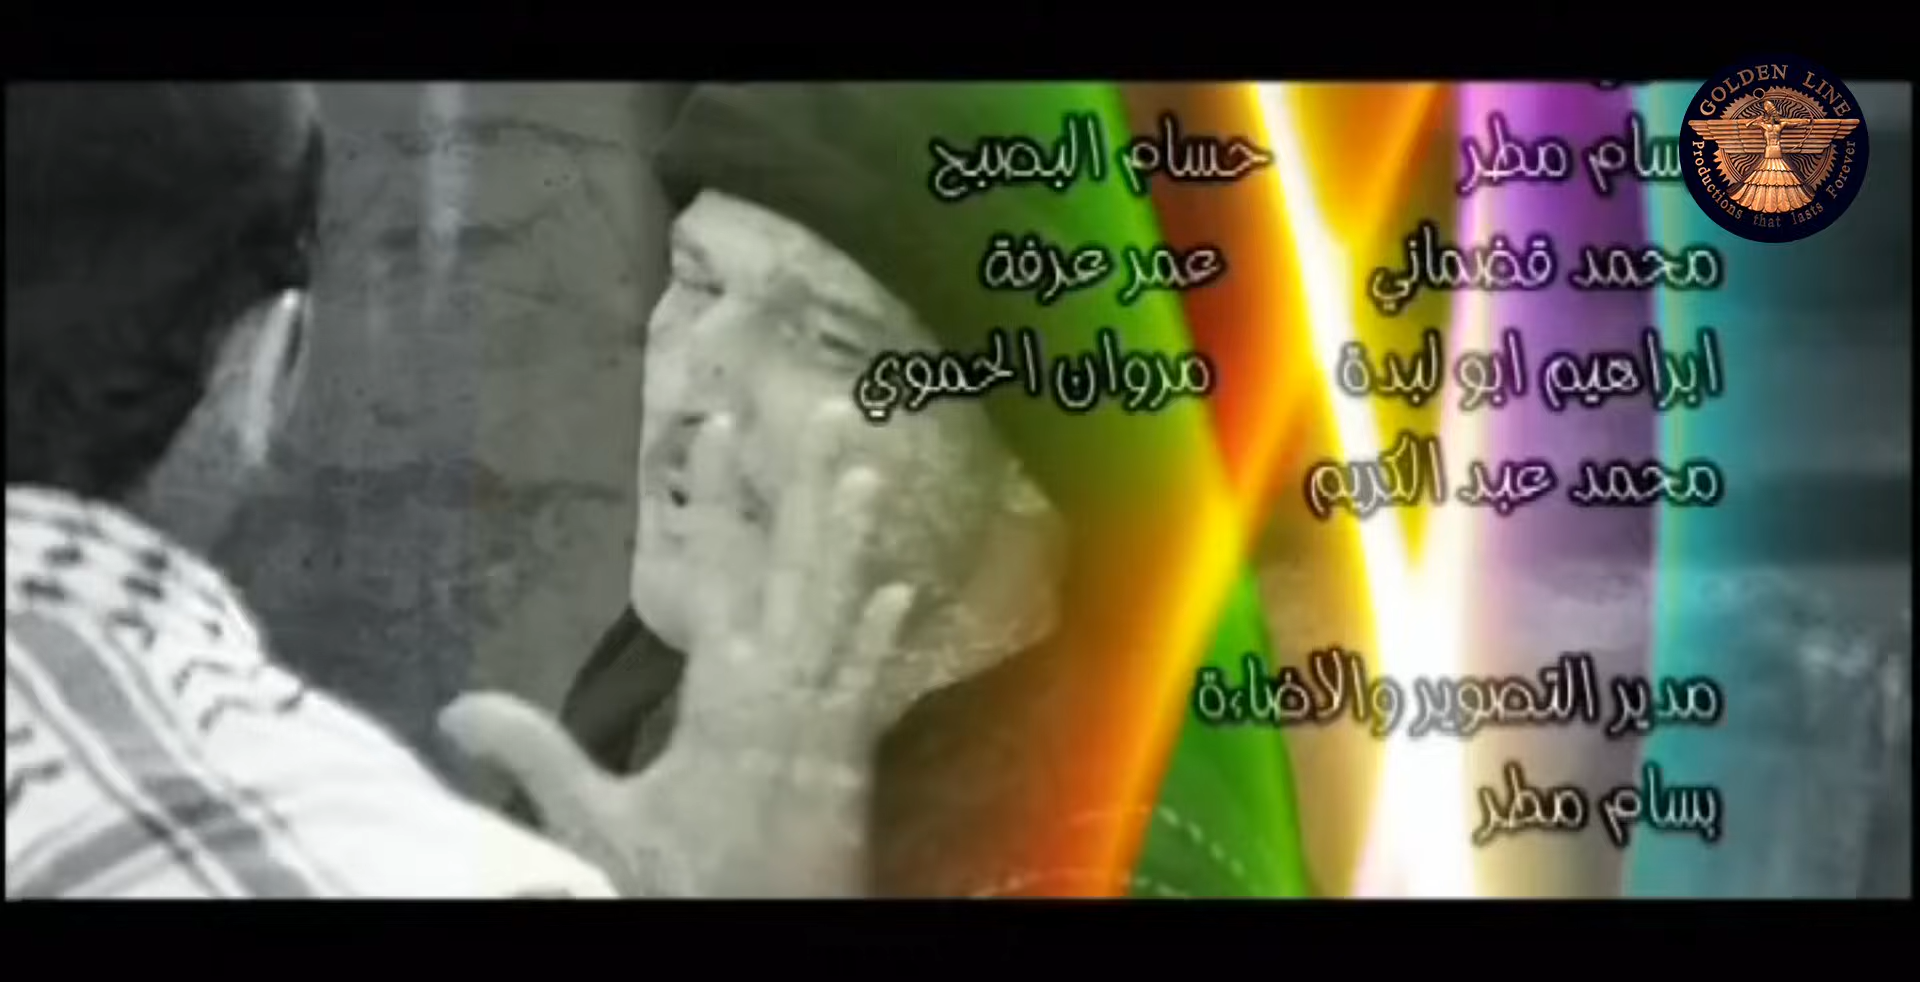 GOLDEN LINE
Productions that lasts Forever
حسام البصبح
محمد قضماني
عمر عرفة
ابراهيم ابو لبدة
مروان الحموي
محمد عبد الكريم
مدير التصوير والاضاءة
بسام مطر